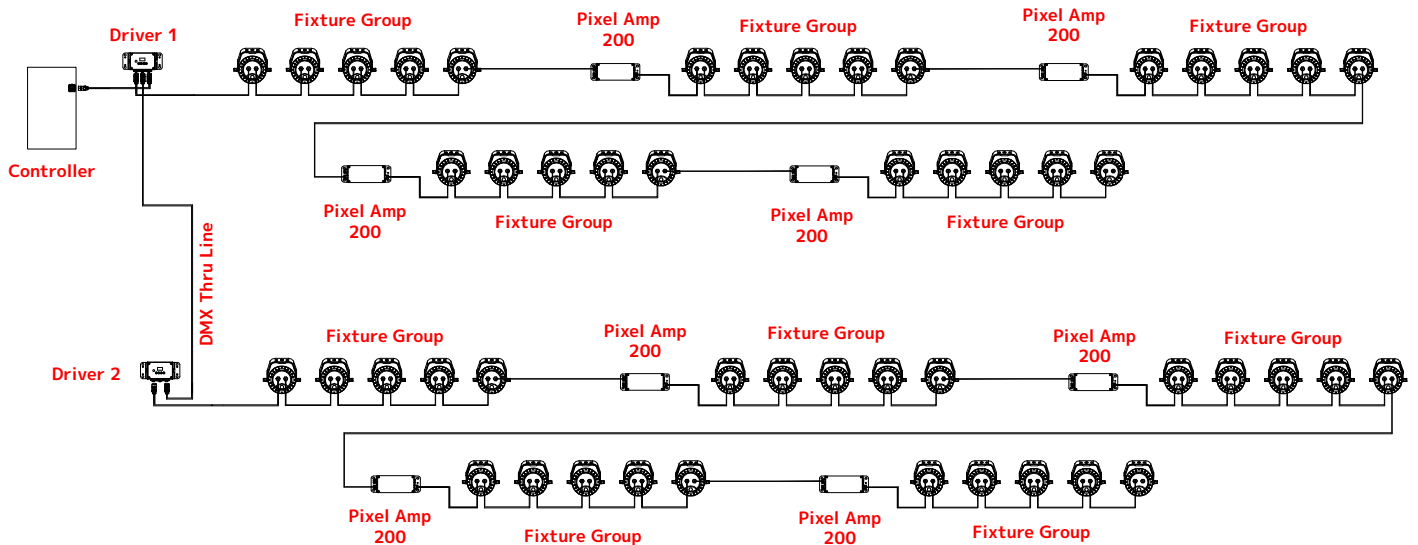 Fixture Group
Pixel Amp
200
Fixture Group
Pixel Amp
200
Fixture Group
Driver 1
Controller
Pixel Amp
200
Fixture Group
Pixel Amp
200
Fixture Group
DMX Thru Line
Driver 2
Fixture Group
Pixel Amp
200
Fixture Group
Pixel Amp
200
Fixture Group
Pixel Amp
200
Fixture Group
Pixel Amp
200
Fixture Group